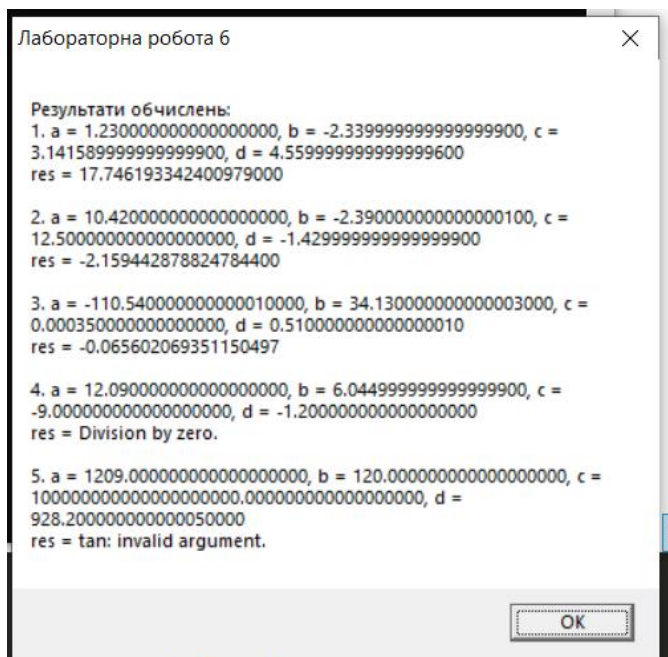 Лабораторна робота 6
Результати обчислень:
1. a = 1.230000000000000000, b = -2.339999999999999900, c =
3.141589999999999900, d = 4.559999999999999600
res = 17.746193342400979000
2. a = 10.420000000000000000, b = -2.390000000000000100, c =
12.500000000000000000, d = -1.429999999999999900
res = -2.159442878824784400
3. a = -110.540000000000010000, b = 34.130000000000003000, c =
0.000350000000000000, d = 0.510000000000000010
res = -0.065602069351150497
4. a = 12.090000000000000000, b = 6.044999999999999900, c =
-9.000000000000000000, d = -1.200000000000000000
res = Division by zero.
5. a = 1209.000000000000000000, b = 120.000000000000000000, c =
100000000000000000000.000000000000000000, d =
928.200000000000050000
res = tan: invalid argument.
OK